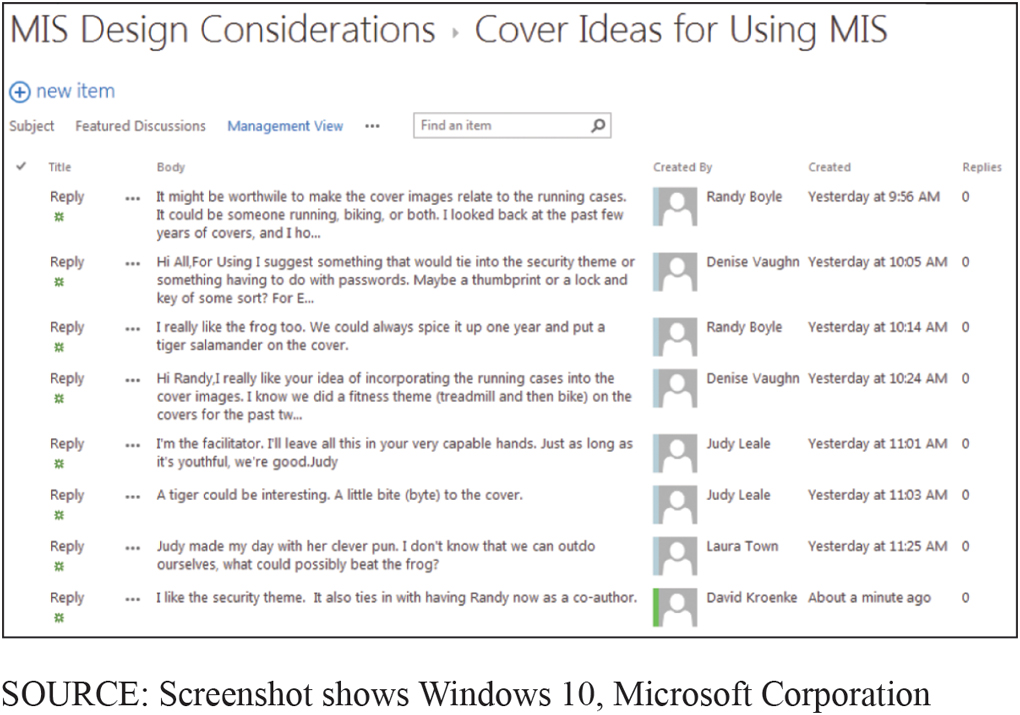 MIS Design Considerations ▸ Cover Ideas for Using MIS
new item
Subject Featured Discussions Management View ••• Find an item
✓ Title Body Created By Created Replies
Reply ••• It might be worthwile to make the cover images relate to the running cases. Randy Boyle Yesterday at 9:56 AM 0
It could be someone running, biking, or both. I looked back at the past few
years of covers, and I ho...
Reply ••• Hi All,For Using I suggest something that would tie into the security theme or Denise Vaughn Yesterday at 10:05 AM 0
something having to do with passwords. Maybe a thumbprint or a lock and
key of some sort? For E...
Reply ••• I really like the frog too. We could always spice it up one year and put a Randy Boyle Yesterday at 10:14 AM 0
tiger salamander on the cover.
Reply ••• Hi Randy,I really like your idea of incorporating the running cases into the Denise Vaughn Yesterday at 10:24 AM 0
cover images. I know we did a fitness theme (treadmill and then bike) on the
covers for the past tw...
Reply ••• I'm the facilitator. I'll leave all this in your very capable hands. Just as long as Judy Leale Yesterday at 11:01 AM 0
it's youthful, we're good.Judy
Reply ••• A tiger could be interesting. A little bite (byte) to the cover. Judy Leale Yesterday at 11:03 AM 0
Reply ••• Judy made my day with her clever pun. I don't know that we can outdo Laura Town Yesterday at 11:25 AM 0
ourselves, what could possibly beat the frog?
Reply ••• I like the security theme. It also ties in with having Randy now as a co-author. David Kroenke About a minute ago 0
SOURCE: Screenshot shows Windows 10, Microsoft Corporation